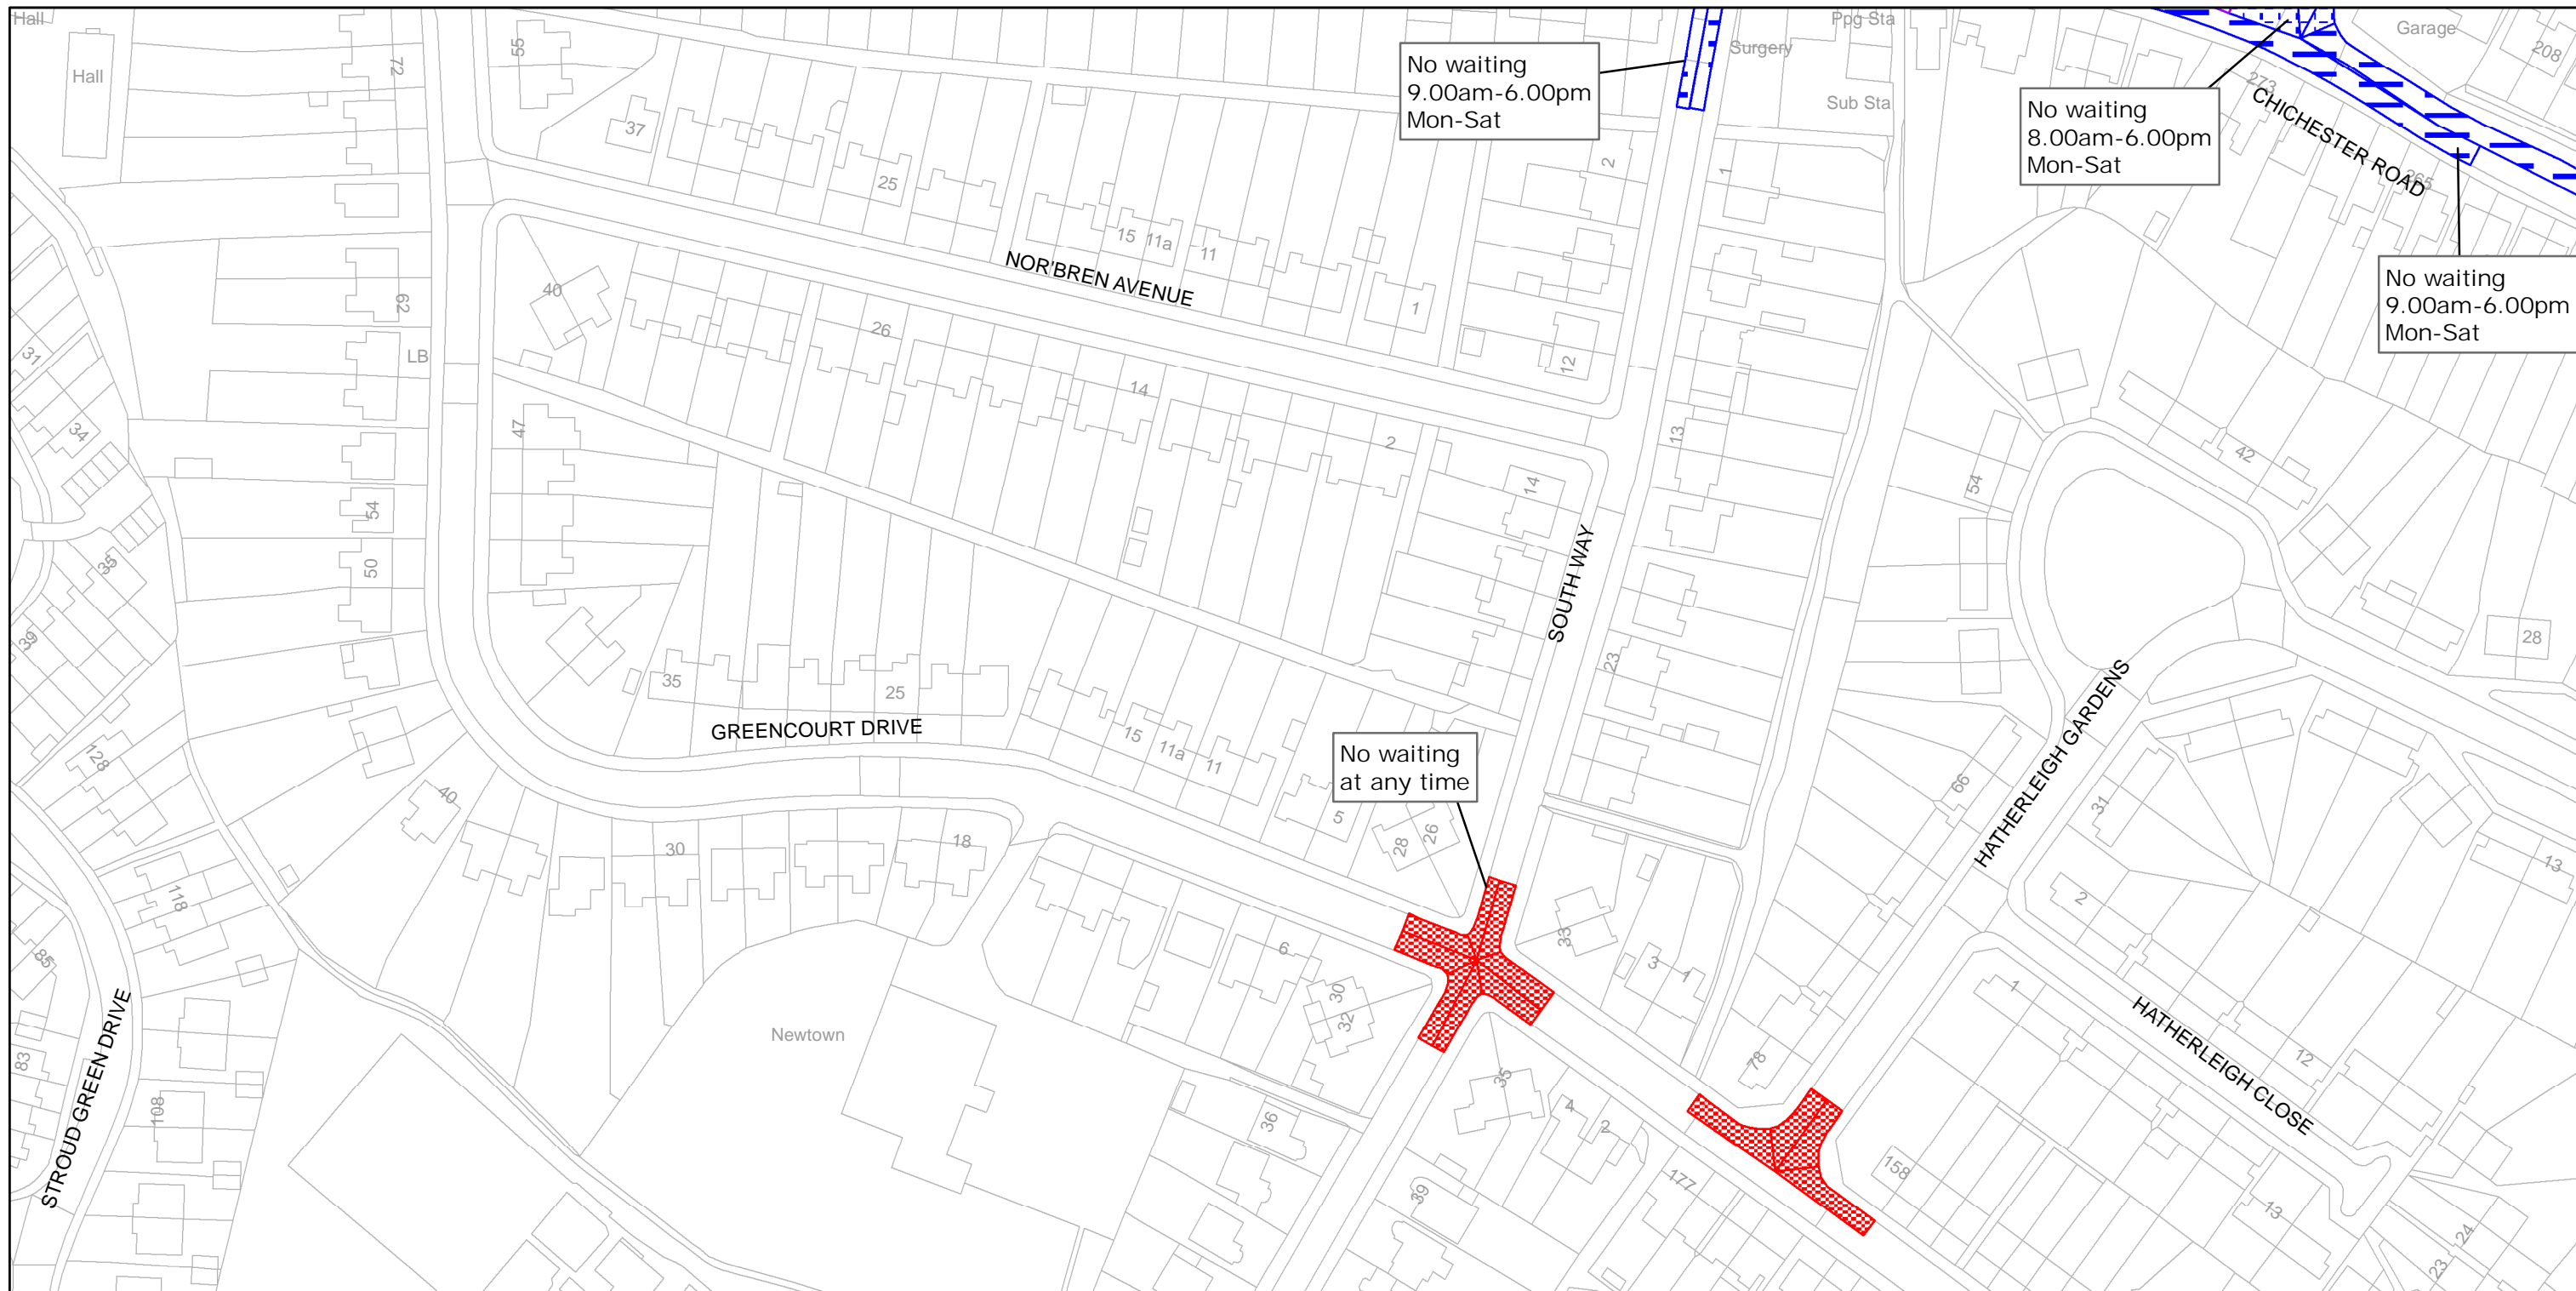 Hall
Hall
72
55
37
25
15
11a
11
1
NOR'BREN AVENUE
No waiting
9.00am-6.00pm
Mon-Sat
Ppg Sta
Surgery
Sub Sta
Garage
208
273
CHICHESTER ROAD
265
No waiting
8.00am-6.00pm
Mon-Sat
No waiting
9.00am-6.00pm
Mon-Sat
2
1
12
13
62
LB
40
26
14
2
47
31
34
54
50
35
39
14
SOUTH WAY
23
54
42
28
35
25
GREENCOURT DRIVE
15
11a
11
5
28
26
No waiting
at any time
HATHERLEIGH GARDENS
66
31
13
2
128
40
30
18
118
85
6
30
32
33
3
1
78
1
HATHERLEIGH CLOSE
12
STROUD GREEN DRIVE
83
108
Newtown
36
35
4
2
39
177
158
13
24
23